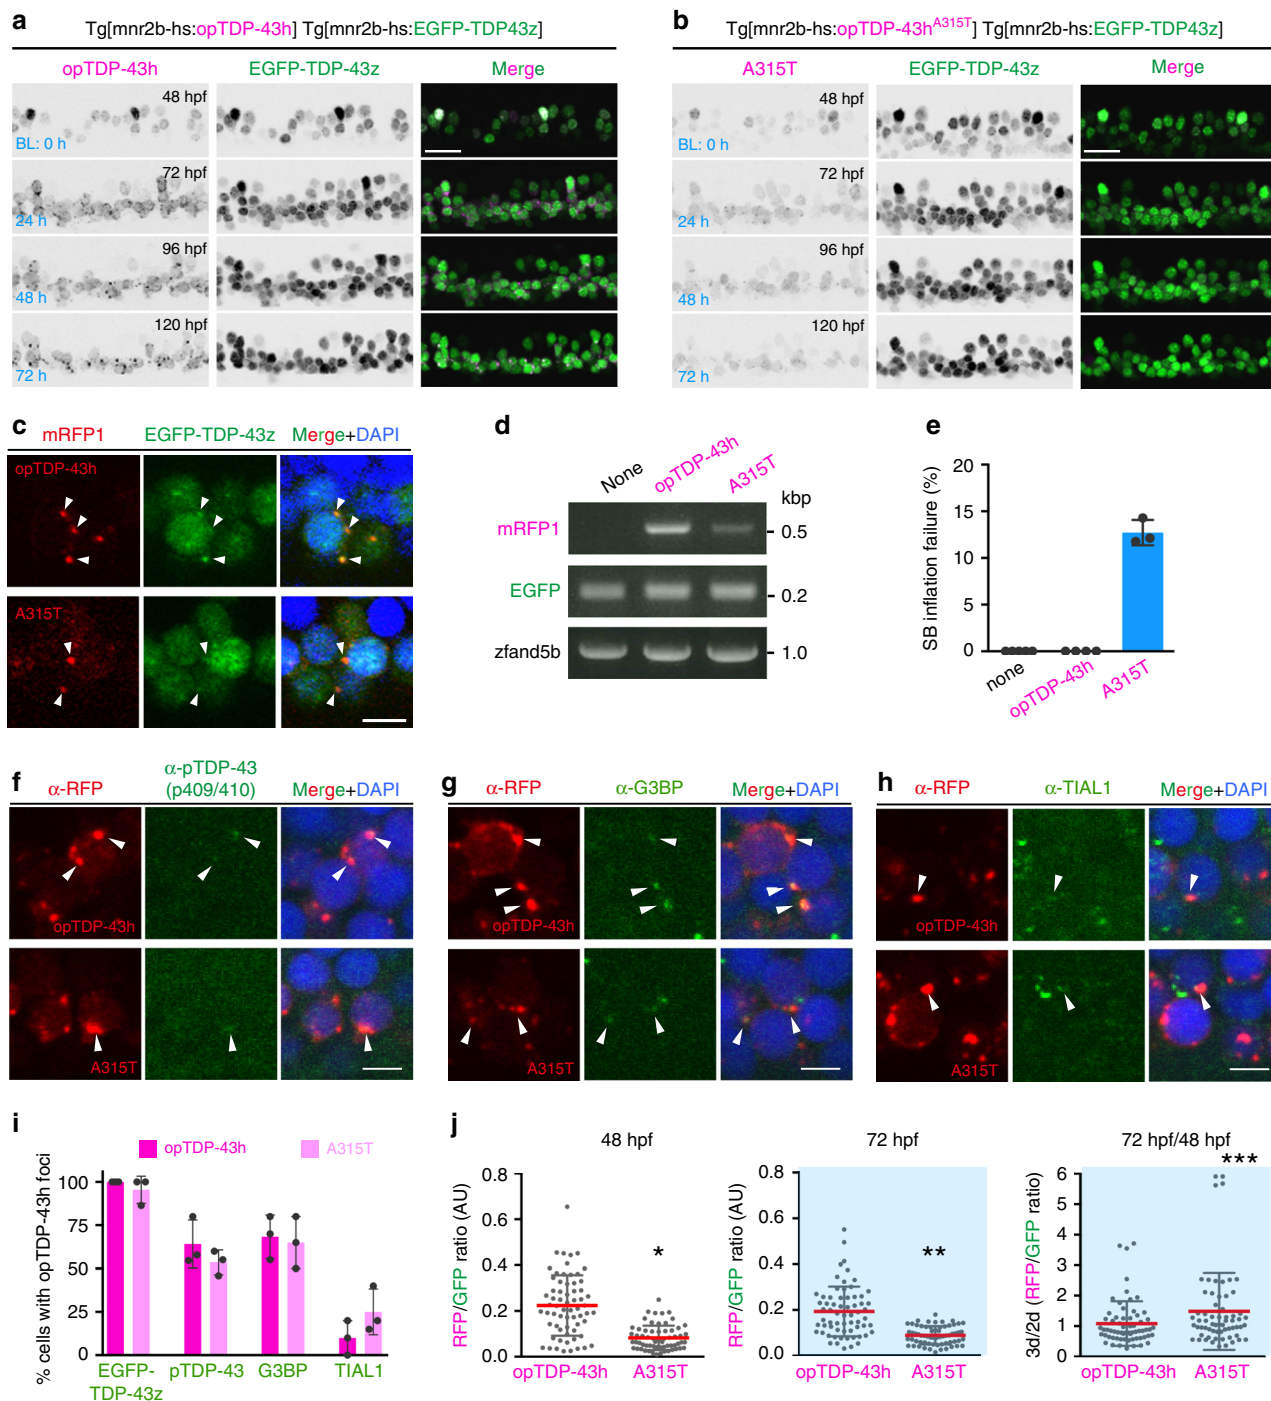 a
Tg[mnr2b-hs:opTDP-43h] Tg[mnr2b-hs:EGFP-TDP43z]
opTDP-43h EGFP-TDP-43z Merge
48 hpf
BL: 0 h
72 hpf
24 h
96 hpf
48 h
120 hpf
72 h
b
Tg[mnr2b-hs:opTDP-43hA315T] Tg[mnr2b-hs:EGFP-TDP43z]
A315T EGFP-TDP-43z Merge
48 hpf
BL: 0 h
72 hpf
24 h
96 hpf
48 h
120 hpf
72 h
c
mRFP1 EGFP-TDP-43z Merge+DAPI
opTDP-43h
A315T
d
None opTDP-43h A315T
kbp
mRFP1 0.5
EGFP 0.2
zfand5b 1.0
e
SB inflation failure (%)
20
15
10
5
0
none opTDP-43h A315T
f
α-RFP α-pTDP-43 (p409/410) Merge+DAPI
opTDP-43h
A315T
g
α-RFP α-G3BP Merge+DAPI
opTDP-43h
A315T
h
α-RFP α-TIAL1 Merge+DAPI
opTDP-43h
A315T
i
opTDP-43h A315T
% cells with opTDP-43h foci
100
75
50
25
0
EGFP-TDP-43z pTDP-43 G3BP TIAL1
j
48 hpf
RFP/GFP ratio (AU)
0.8
0.6
0.4
0.2
0.0
*
opTDP-43h A315T
72 hpf
RFP/GFP ratio (AU)
0.8
0.6
0.4
0.2
0.0
**
opTDP-43h A315T
72 hpf/48 hpf
3d/2d (RFP/GFP ratio)
6
5
4
3
2
1
0
***
opTDP-43h A315T